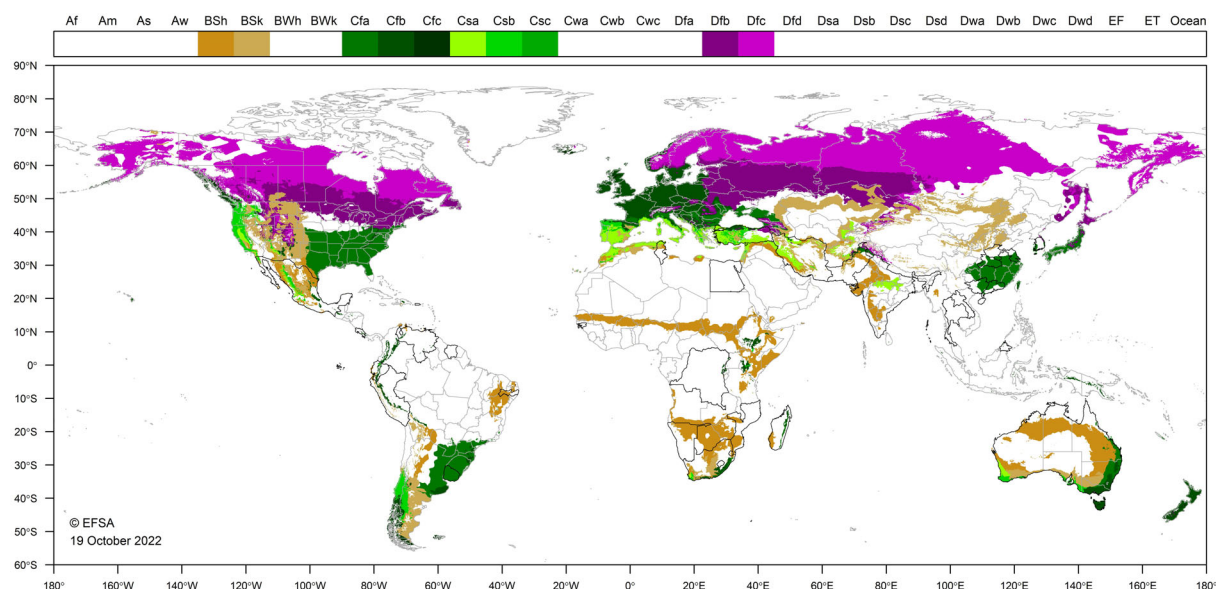 Af Am As Aw BSh BSk BWh BWk Cfa Cfb Cfc Csa Csb Csc Cwa Cwb Cwc Dfa Dfb Dfc Dfd Dsa Dsb Dsc Dsd Dwa Dwb Dwc Dwd EF ET Ocean
90°N
80°N
70°N
60°N
50°N
40°N
30°N
20°N
10°N
0°
10°S
20°S
30°S
40°S
50°S
60°S
© EFSA
19 October 2022
180° 160°W 140°W 120°W 100°W 80°W 60°W 40°W 20°W 0° 20°E 40°E 60°E 80°E 100°E 120°E 140°E 160°E 180°